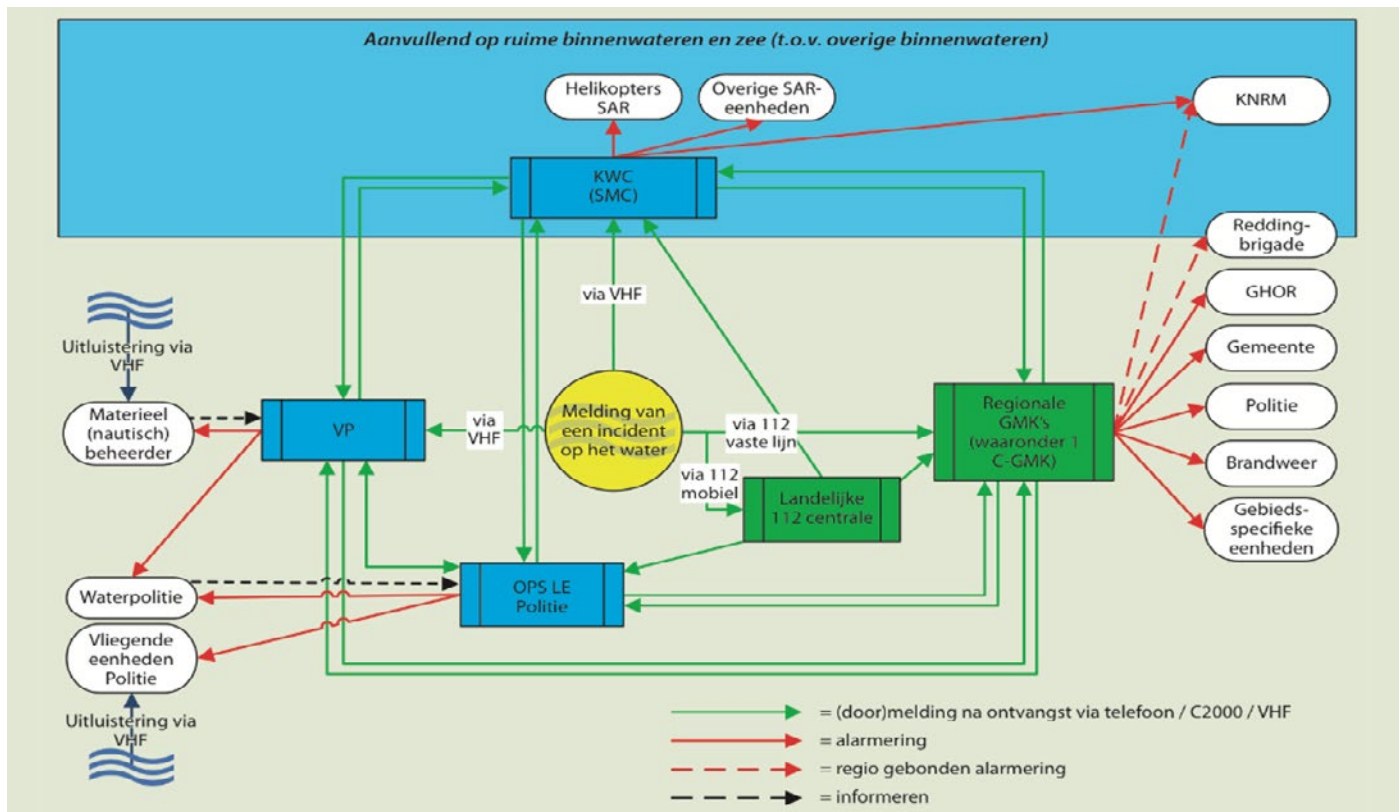 Aanvullend op ruime binnenwateren en zee (t.o.v. overige binnenwateren)
Helikopters
SAR
Overige SAR-
eenheden
KNRM
KWC
(SMC)
Redding-
brigade
GHOR
via VHF
Uitluistering via
VHF
Gemeente
Materieel
(nautisch)
beheerder
VP
via
VHF
Melding van
een incident
op het water
via 112
vaste lijn
via 112
mobiel
Regionale
GMK's
(waaronder 1
C-GMK)
Politie
Brandweer
Landelijke
112 centrale
Gebieds-
specifieke
eenheden
Waterpolitie
OPS LE
Politie
Vliegende
eenheden
Politie
Uitluistering via
VHF
= (door)melding na ontvangst via telefoon / C2000 / VHF
= alarmering
= regio gebonden alarmering
= informeren